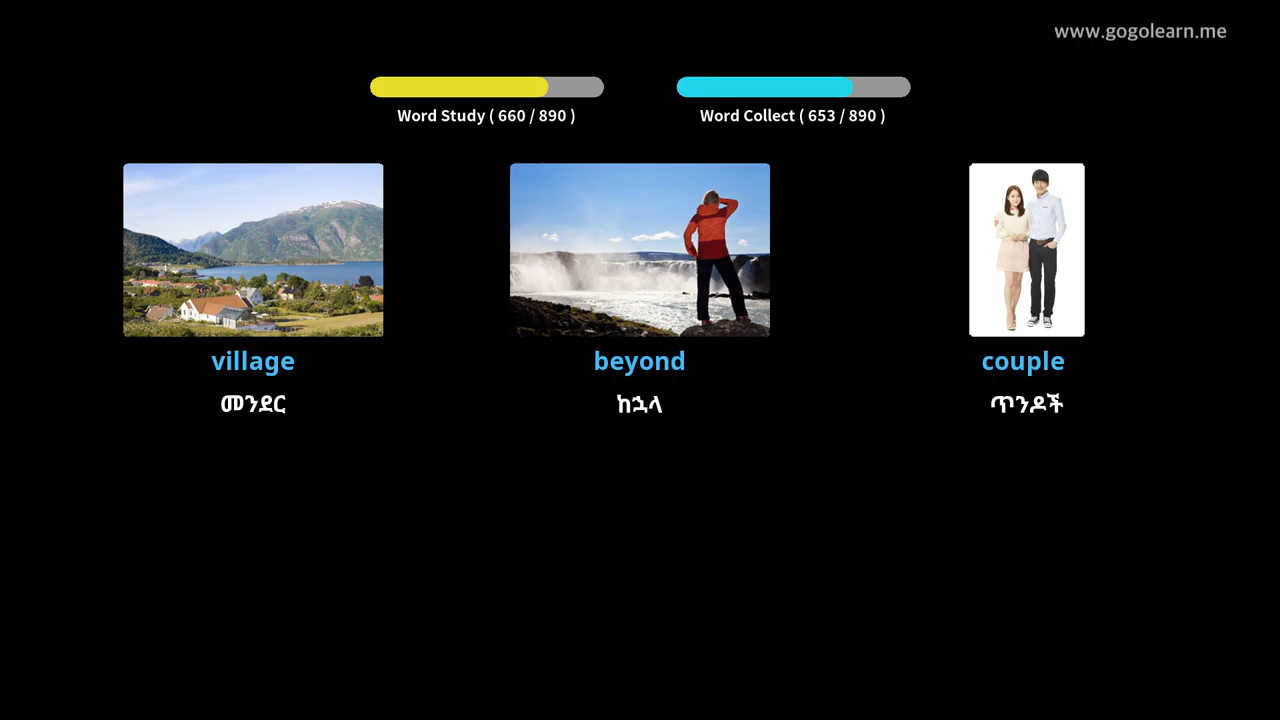 www.gogolearn.me
Word Study ( 660 / 890 )
Word Collect ( 653 / 890 )
village
beyond
couple
መንደር
ከኋላ
ጥንዶች